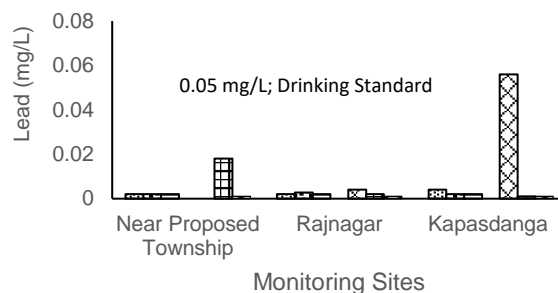 0.08
0.06
0.04
0.02
0
Lead (mg/L)
0.05 mg/L; Drinking Standard
Near Proposed
Township
Rajnagar
Kapasdanga
Monitoring Sites